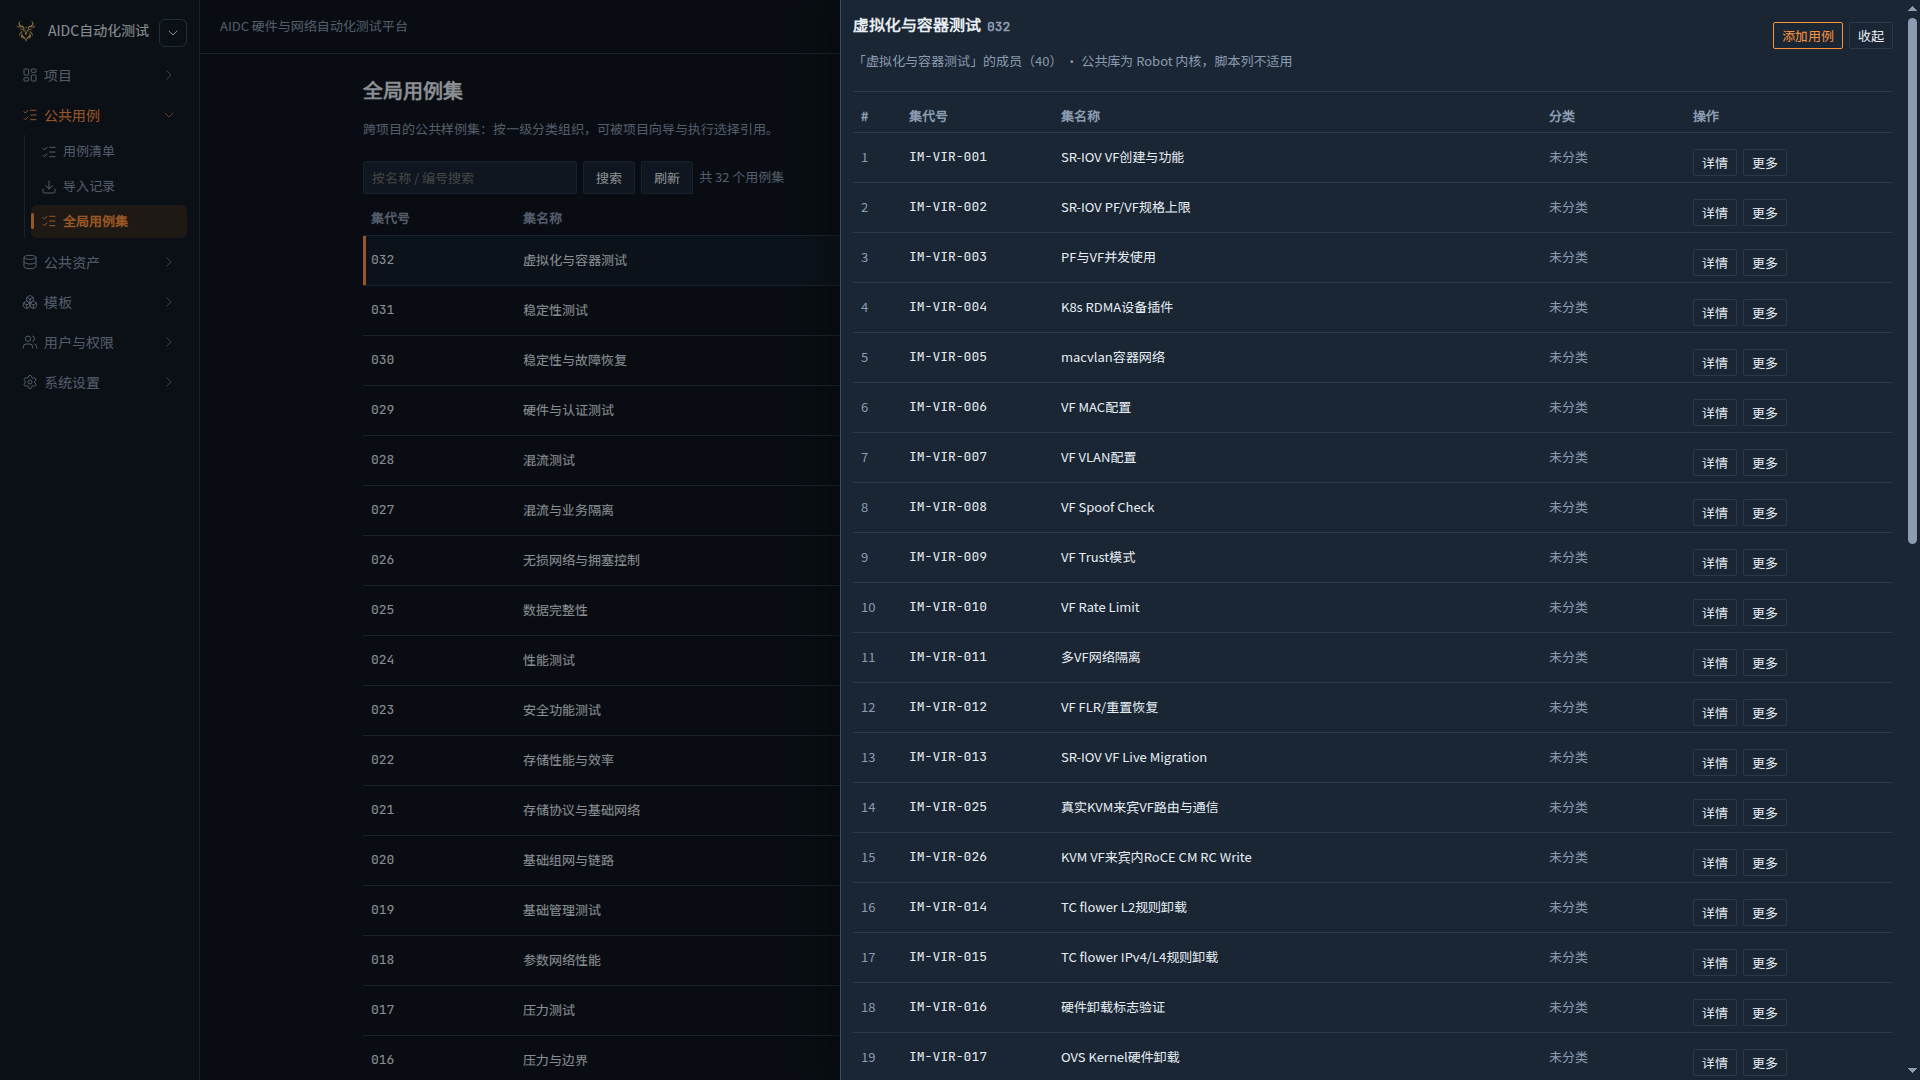 AIDC自动化测试
项目
公共用例
用例清单
导入记录
全局用例集
公共资产
模板
用户与权限
系统设置
AIDC 硬件与网络自动化测试平台
全局用例集
跨项目的公共样例集：按一级分类组织，可被项目向导与执行选择引用。
按名称 / 编号搜索 搜索 刷新 共 32 个用例集
集代号 集名称
032 虚拟化与容器测试
031 稳定性测试
030 稳定性与故障恢复
029 硬件与认证测试
028 混流测试
027 混流与业务隔离
026 无损网络与拥塞控制
025 数据完整性
024 性能测试
023 安全功能测试
022 存储性能与效率
021 存储协议与基础网络
020 基础组网与链路
019 基础管理测试
018 参数网络性能
017 压力测试
016 压力与边界
虚拟化与容器测试 032
添加用例 收起
「虚拟化与容器测试」的成员（40） · 公共库为 Robot 内核，脚本列不适用
# 集代号 集名称 分类 操作
1 IM-VIR-001 SR-IOV VF创建与功能 未分类 详情 更多
2 IM-VIR-002 SR-IOV PF/VF规格上限 未分类 详情 更多
3 IM-VIR-003 PF与VF并发使用 未分类 详情 更多
4 IM-VIR-004 K8s RDMA设备插件 未分类 详情 更多
5 IM-VIR-005 macvlan容器网络 未分类 详情 更多
6 IM-VIR-006 VF MAC配置 未分类 详情 更多
7 IM-VIR-007 VF VLAN配置 未分类 详情 更多
8 IM-VIR-008 VF Spoof Check 未分类 详情 更多
9 IM-VIR-009 VF Trust模式 未分类 详情 更多
10 IM-VIR-010 VF Rate Limit 未分类 详情 更多
11 IM-VIR-011 多VF网络隔离 未分类 详情 更多
12 IM-VIR-012 VF FLR/重置恢复 未分类 详情 更多
13 IM-VIR-013 SR-IOV VF Live Migration 未分类 详情 更多
14 IM-VIR-025 真实KVM来宾VF路由与通信 未分类 详情 更多
15 IM-VIR-026 KVM VF来宾内RoCE CM RC Write 未分类 详情 更多
16 IM-VIR-014 TC flower L2规则卸载 未分类 详情 更多
17 IM-VIR-015 TC flower IPv4/L4规则卸载 未分类 详情 更多
18 IM-VIR-016 硬件卸载标志验证 未分类 详情 更多
19 IM-VIR-017 OVS Kernel硬件卸载 未分类 详情 更多